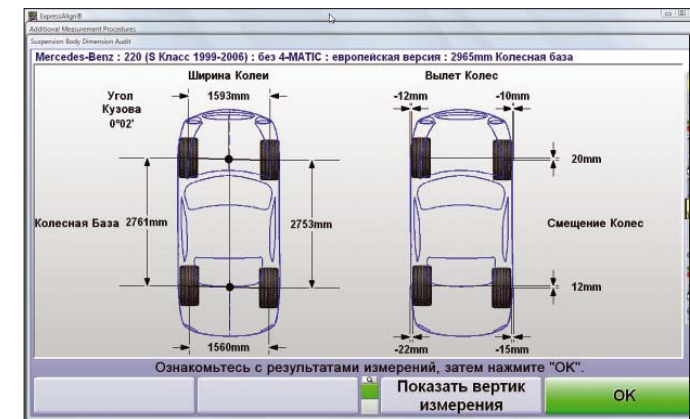 ExpressAlign®
Additional Measurement Procedures
Suspension Body Dimension Audit
Mercedes-Benz : 220 (S Класс 1999-2006) : без 4-MATIC : европейская версия : 2965mm Колесная база
Ширина Колеи
Вылет Колес
Угол
Кузова
0°02'
1593mm
-12mm
-10mm
20mm
Колесная База
2761mm
2753mm
Смещение Колес
12mm
1560mm
-22mm
-15mm
Ознакомьтесь с результатами измерений, затем нажмите "OK".
Показать вертик
измерения
OK